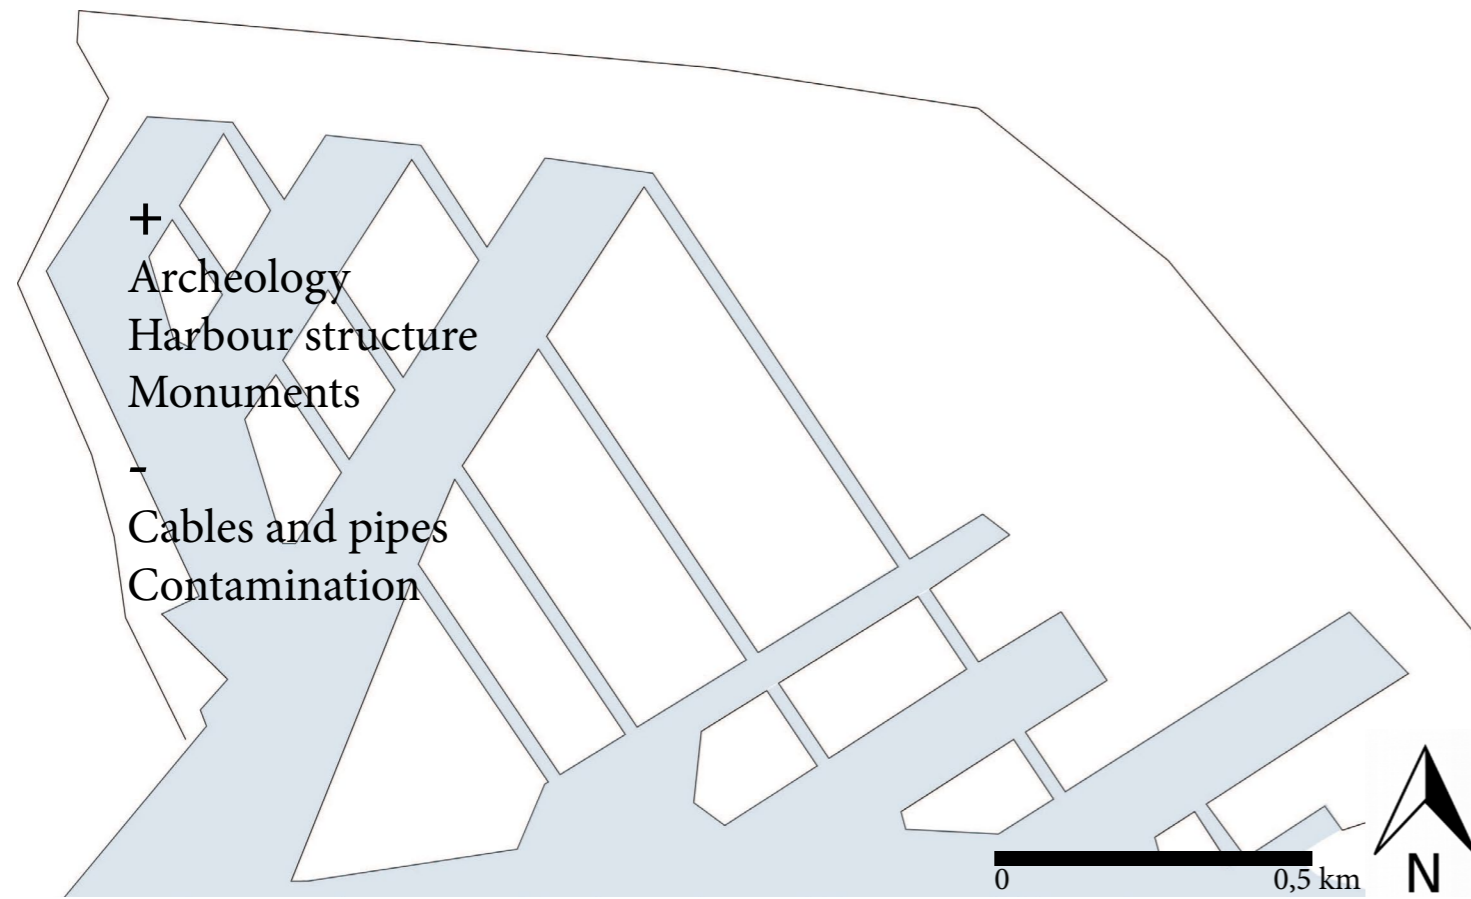 +
Archeology
Harbour structure
Monuments
-
Cables and pipes
Contamination
0 0,5 km
N